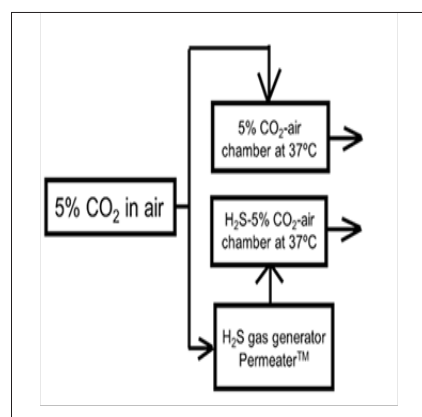 5% CO₂-air
chamber at 37ºC
5% CO₂ in air
H₂S-5% CO₂-air
chamber at 37ºC
H₂S gas generator
Permeater™